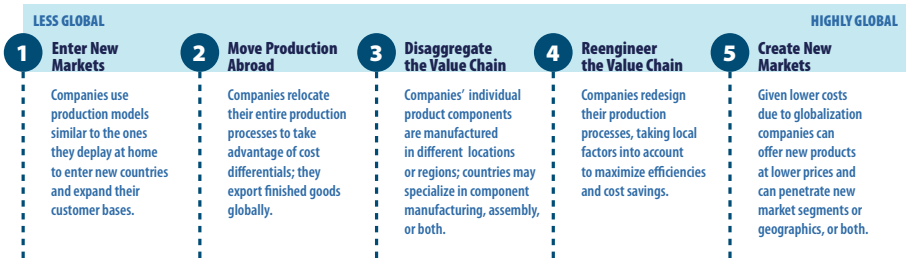 LESS GLOBAL
HIGHLY GLOBAL
1
Enter New
Markets
Companies use
production models
similar to the ones
they deplay at home
to enter new countries
and expand their
customer bases.
2
Move Production
Abroad
Companies relocate
their entire production
processes to take
advantage of cost
differentials; they
export finished goods
globally.
3
Disaggregate
the Value Chain
Companies’ individual
product components
are manufactured
in different locations
or regions; countries may
specialize in component
manufacturing, assembly,
or both.
4
Reengineer
the Value Chain
Companies redesign
their production
processes, taking local
factors into account
to maximize efficiencies
and cost savings.
5
Create New
Markets
Given lower costs
due to globalization
companies can
offer new products
at lower prices and
can penetrate new
market segments or
geographics, or both.